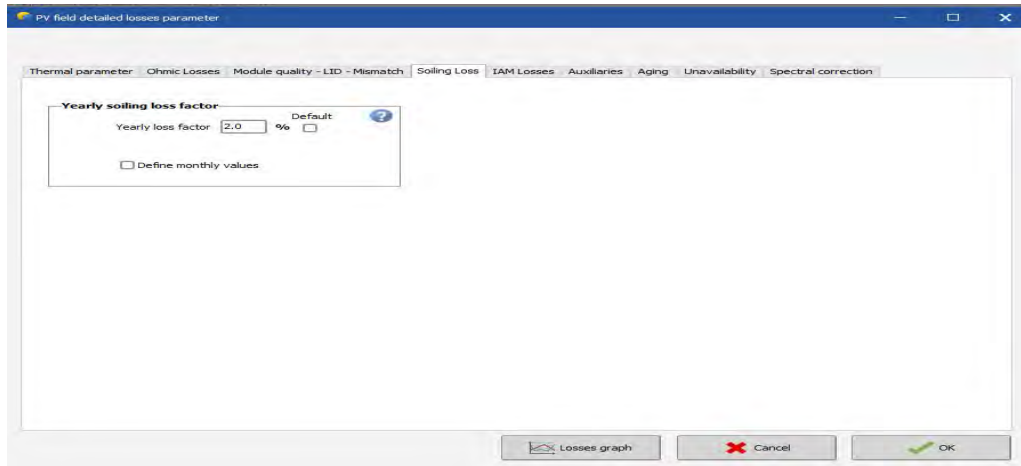 PV field detailed losses parameter
Thermal parameter Ohmic Losses Module quality - LID - Mismatch Soiling Loss IAM Losses Auxiliaries Aging Unavailability Spectral correction
Yearly soiling loss factor
Default
Yearly loss factor 2.0 %
Define monthly values
Losses graph Cancel OK